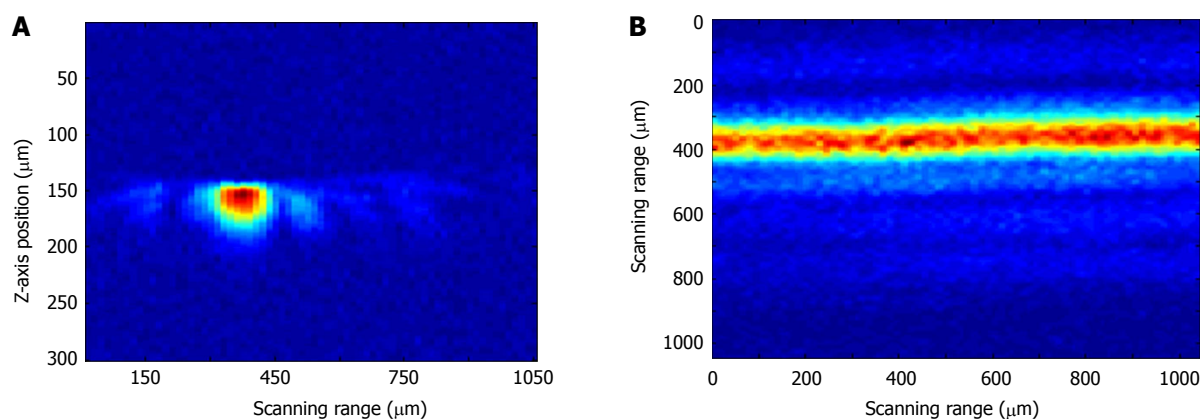 A
Z-axis position (μm)
50
100
150
200
250
300
150 450 750 1050
Scanning range (μm)
B
Scanning range (μm)
0
200
400
600
800
1000
0 200 400 600 800 1000
Scanning range (μm)